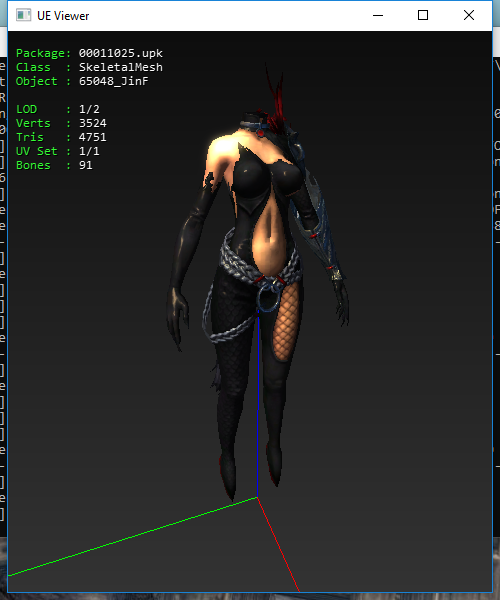 UE Viewer
Package: 00011025.upk
Class  : SkeletalMesh
Object : 65048_JinF
LOD    : 1/2
Verts  : 3524
Tris   : 4751
UV Set : 1/1
Bones  : 91